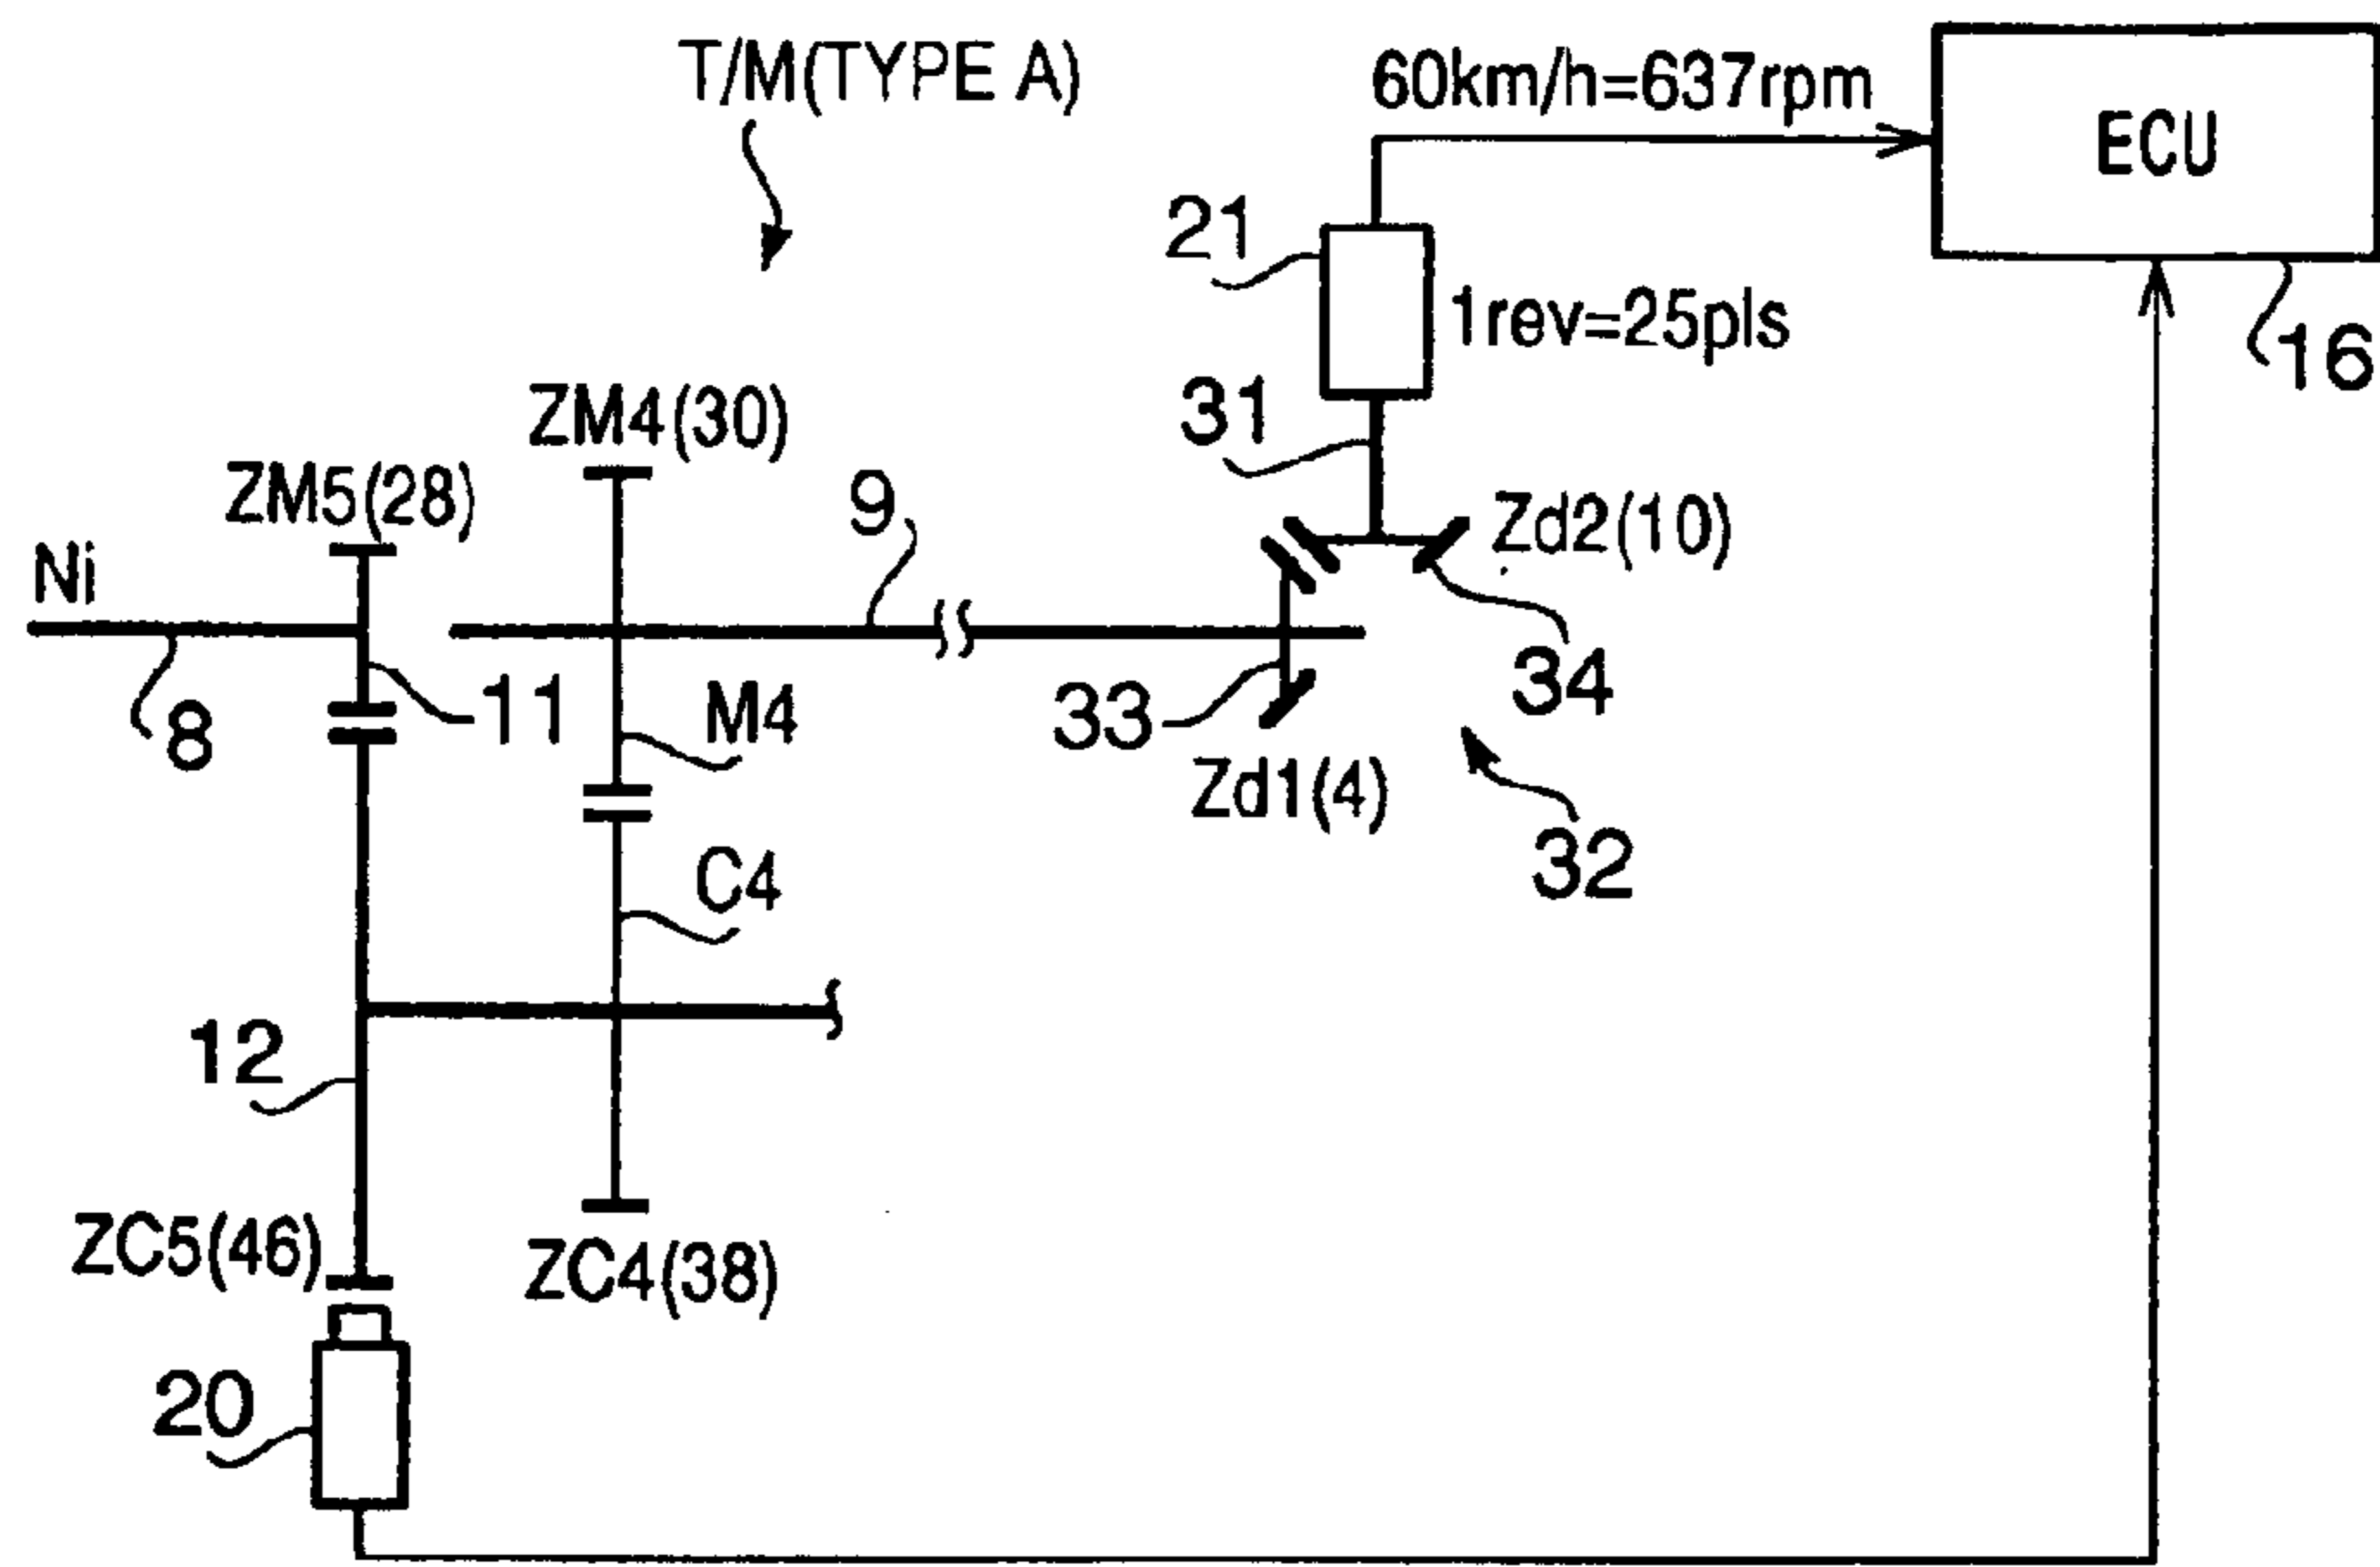 T/M(TYPE A)
60km/h=637rpm
ECU
21
1rev=25pls
16
31
ZM4(30)
ZM5(28)
9
Zd2(10)
Ni
34
8
11
M4
33
Zd1(4)
32
C4
12
ZC5(46)
ZC4(38)
20